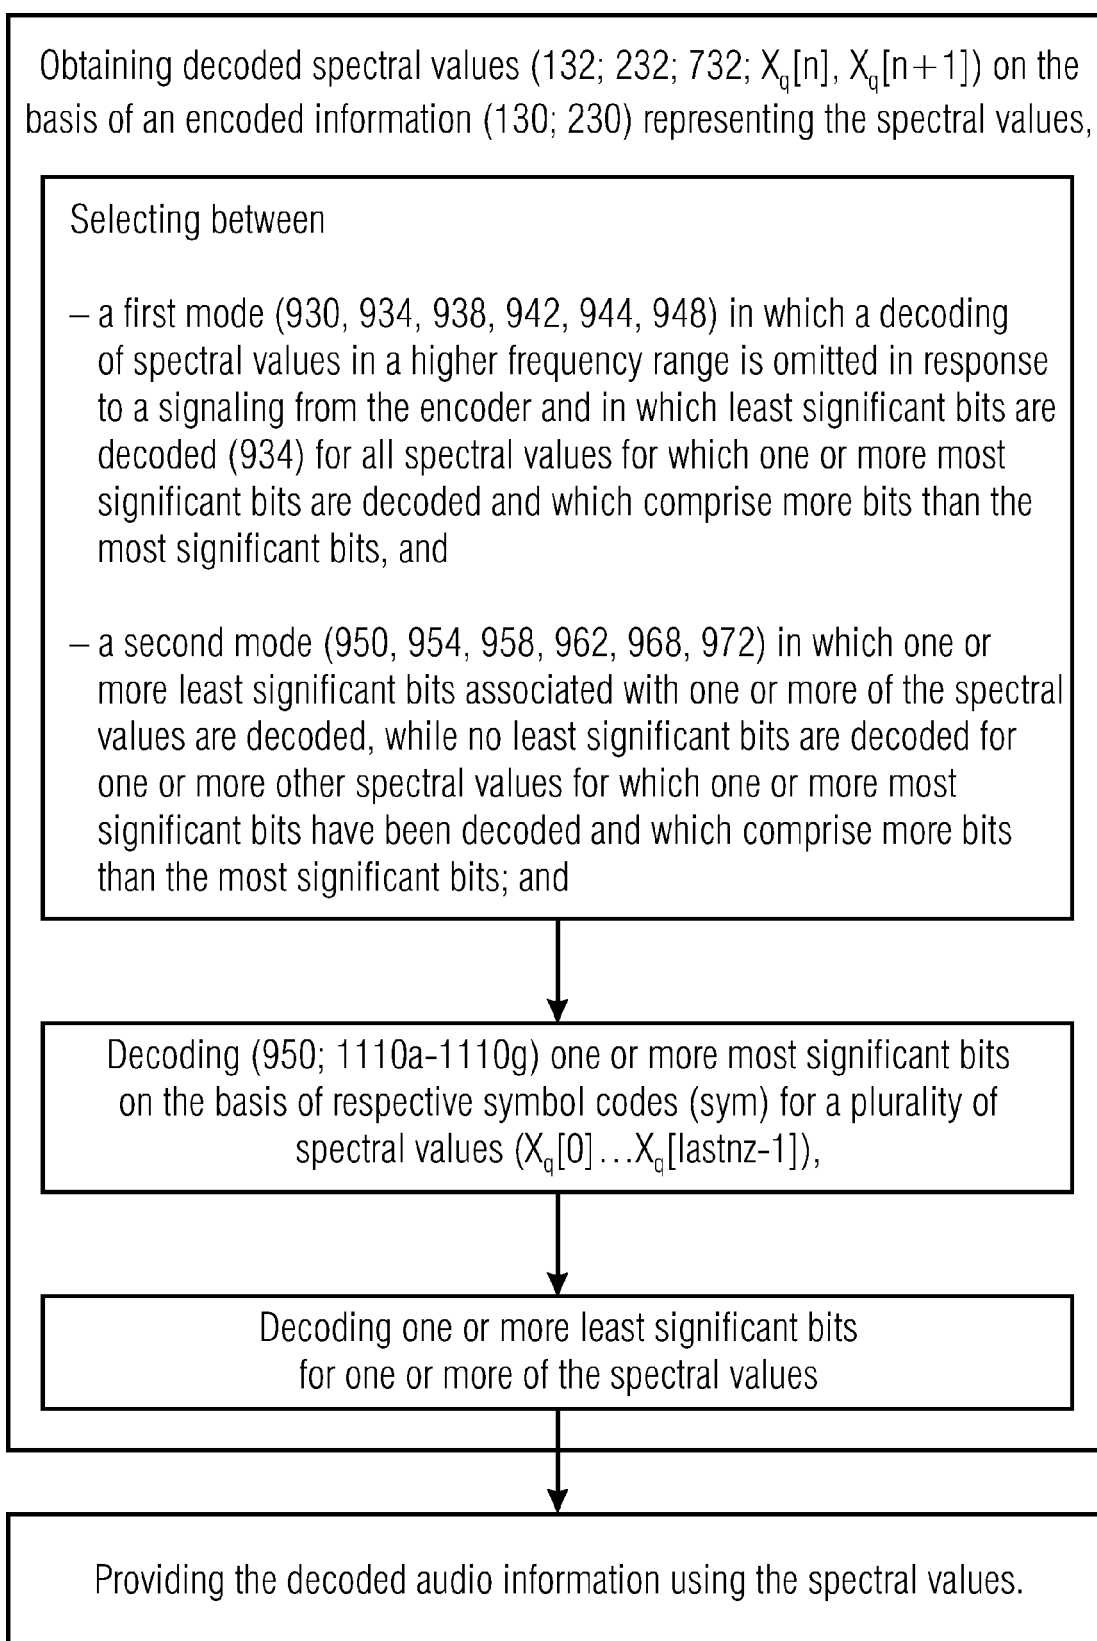 Obtaining decoded spectral values (132; 232; 732; Xq[n], Xq[n+1]) on the
basis of an encoded information (130; 230) representing the spectral values,
Selecting between
– a first mode (930, 934, 938, 942, 944, 948) in which a decoding
of spectral values in a higher frequency range is omitted in response
to a signaling from the encoder and in which least significant bits are
decoded (934) for all spectral values for which one or more most
significant bits are decoded and which comprise more bits than the
most significant bits, and
– a second mode (950, 954, 958, 962, 968, 972) in which one or
more least significant bits associated with one or more of the spectral
values are decoded, while no least significant bits are decoded for
one or more other spectral values for which one or more most
significant bits have been decoded and which comprise more bits
than the most significant bits; and
Decoding (950; 1110a-1110g) one or more most significant bits
on the basis of respective symbol codes (sym) for a plurality of
spectral values (Xq[0]...Xq[lastnz-1]),
Decoding one or more least significant bits
for one or more of the spectral values
Providing the decoded audio information using the spectral values.